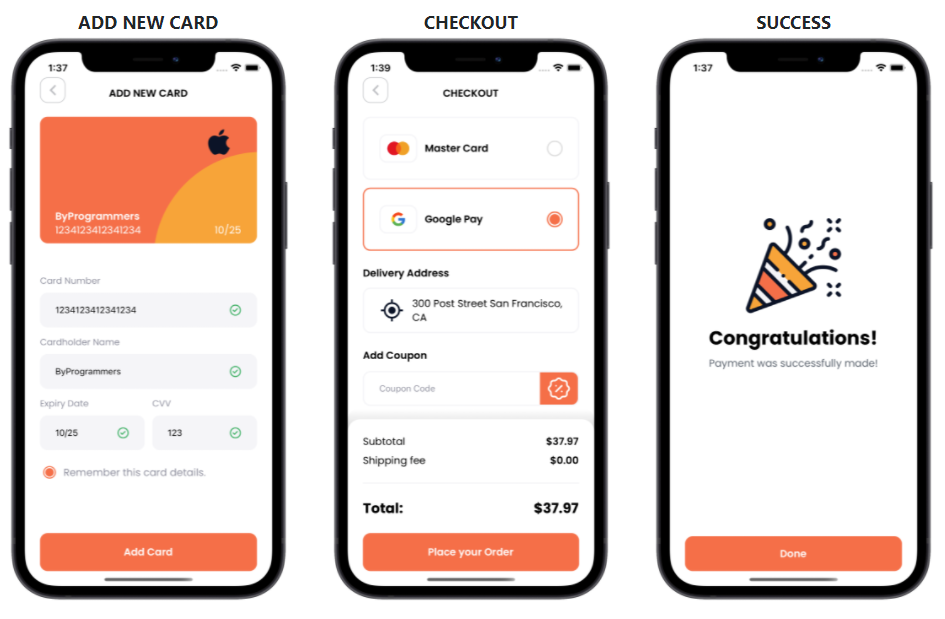 ADD NEW CARD
1:37
ADD NEW CARD
ByProgrammers
1234123412341234
10/25
Card Number
1234123412341234
Cardholder Name
ByProgrammers
Expiry Date
CVV
10/25
123
Remember this card details.
Add Card
CHECKOUT
1:39
CHECKOUT
Master Card
Google Pay
Delivery Address
300 Post Street San Francisco,
CA
Add Coupon
Coupon Code
Subtotal
$37.97
Shipping fee
$0.00
Total:
$37.97
Place your Order
SUCCESS
1:37
Congratulations!
Payment was successfully made!
Done